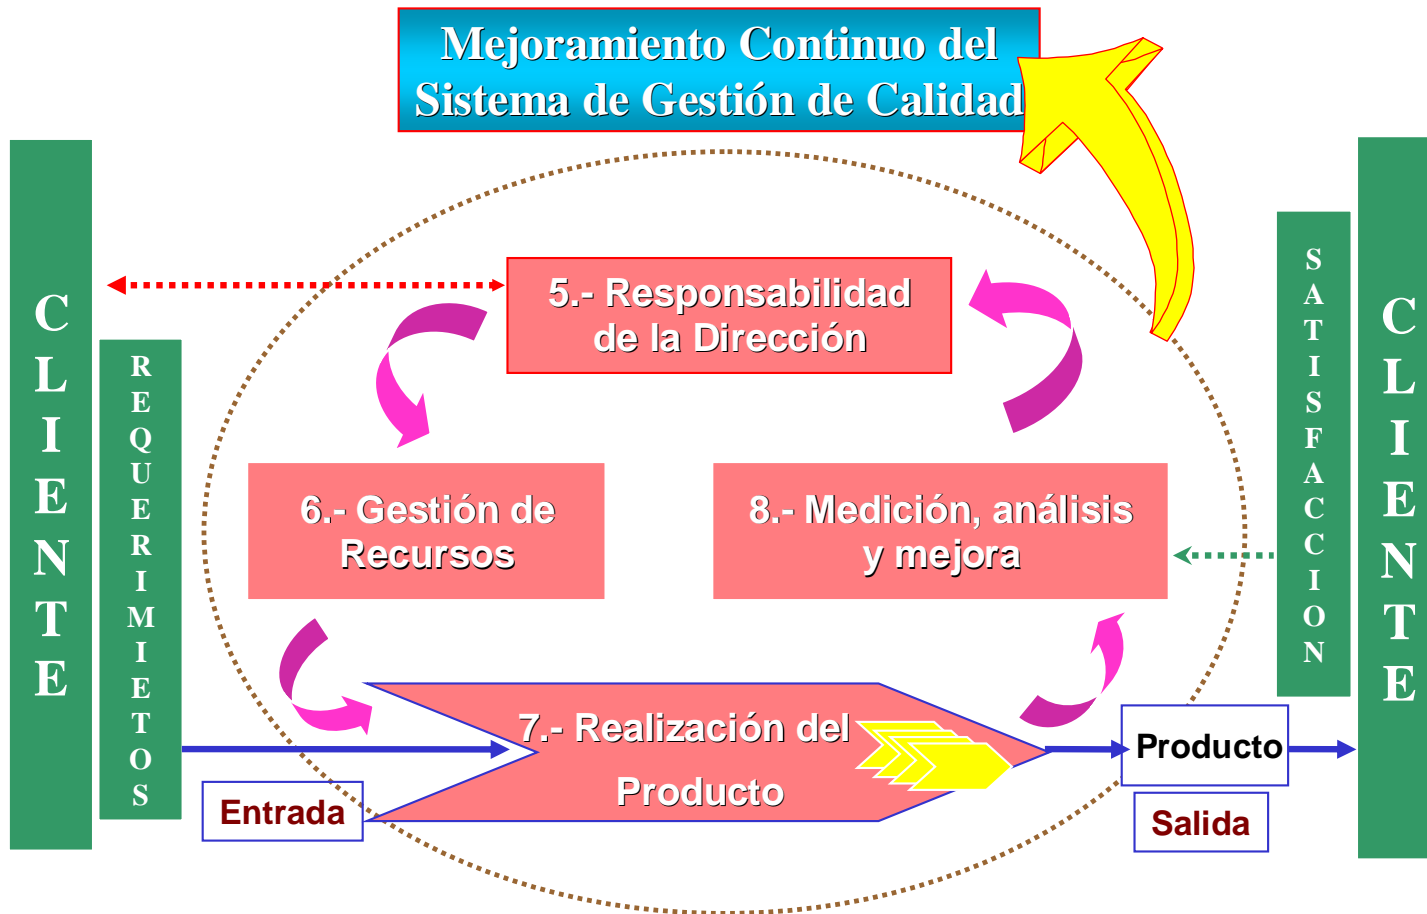 Mejoramiento Continuo del
Sistema de Gestión de Calidad
CLIENTE
REQUERIMIETOS
5.- Responsabilidad
de la Dirección
6.- Gestión de
Recursos
8.- Medición, análisis
y mejora
7.- Realización del
Producto
Entrada
Producto
Salida
SATISFACCION
CLIENTE